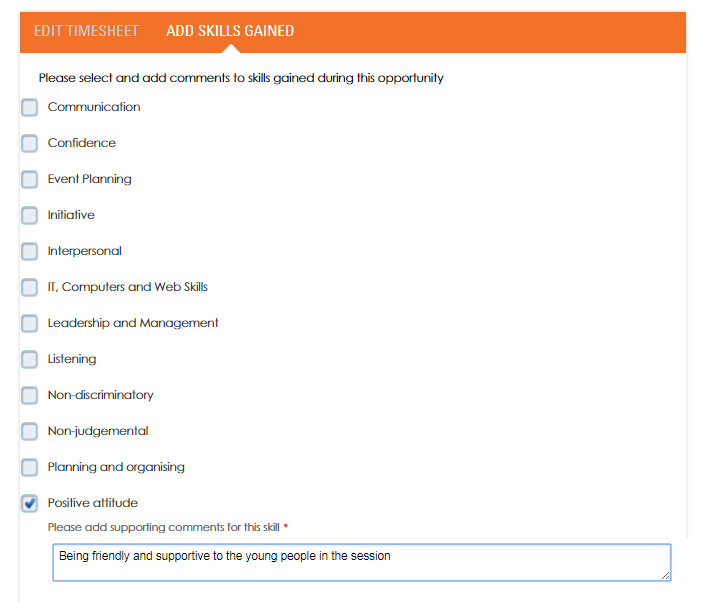 EDIT TIMESHEET ADD SKILLS GAINED
Please select and add comments to skills gained during this opportunity
Communication
Confidence
Event Planning
Initiative
Interpersonal
IT, Computers and Web Skills
Leadership and Management
Listening
Non-discriminatory
Non-judgemental
Planning and organising
Positive attitude
Please add supporting comments for this skill *
Being friendly and supportive to the young people in the session